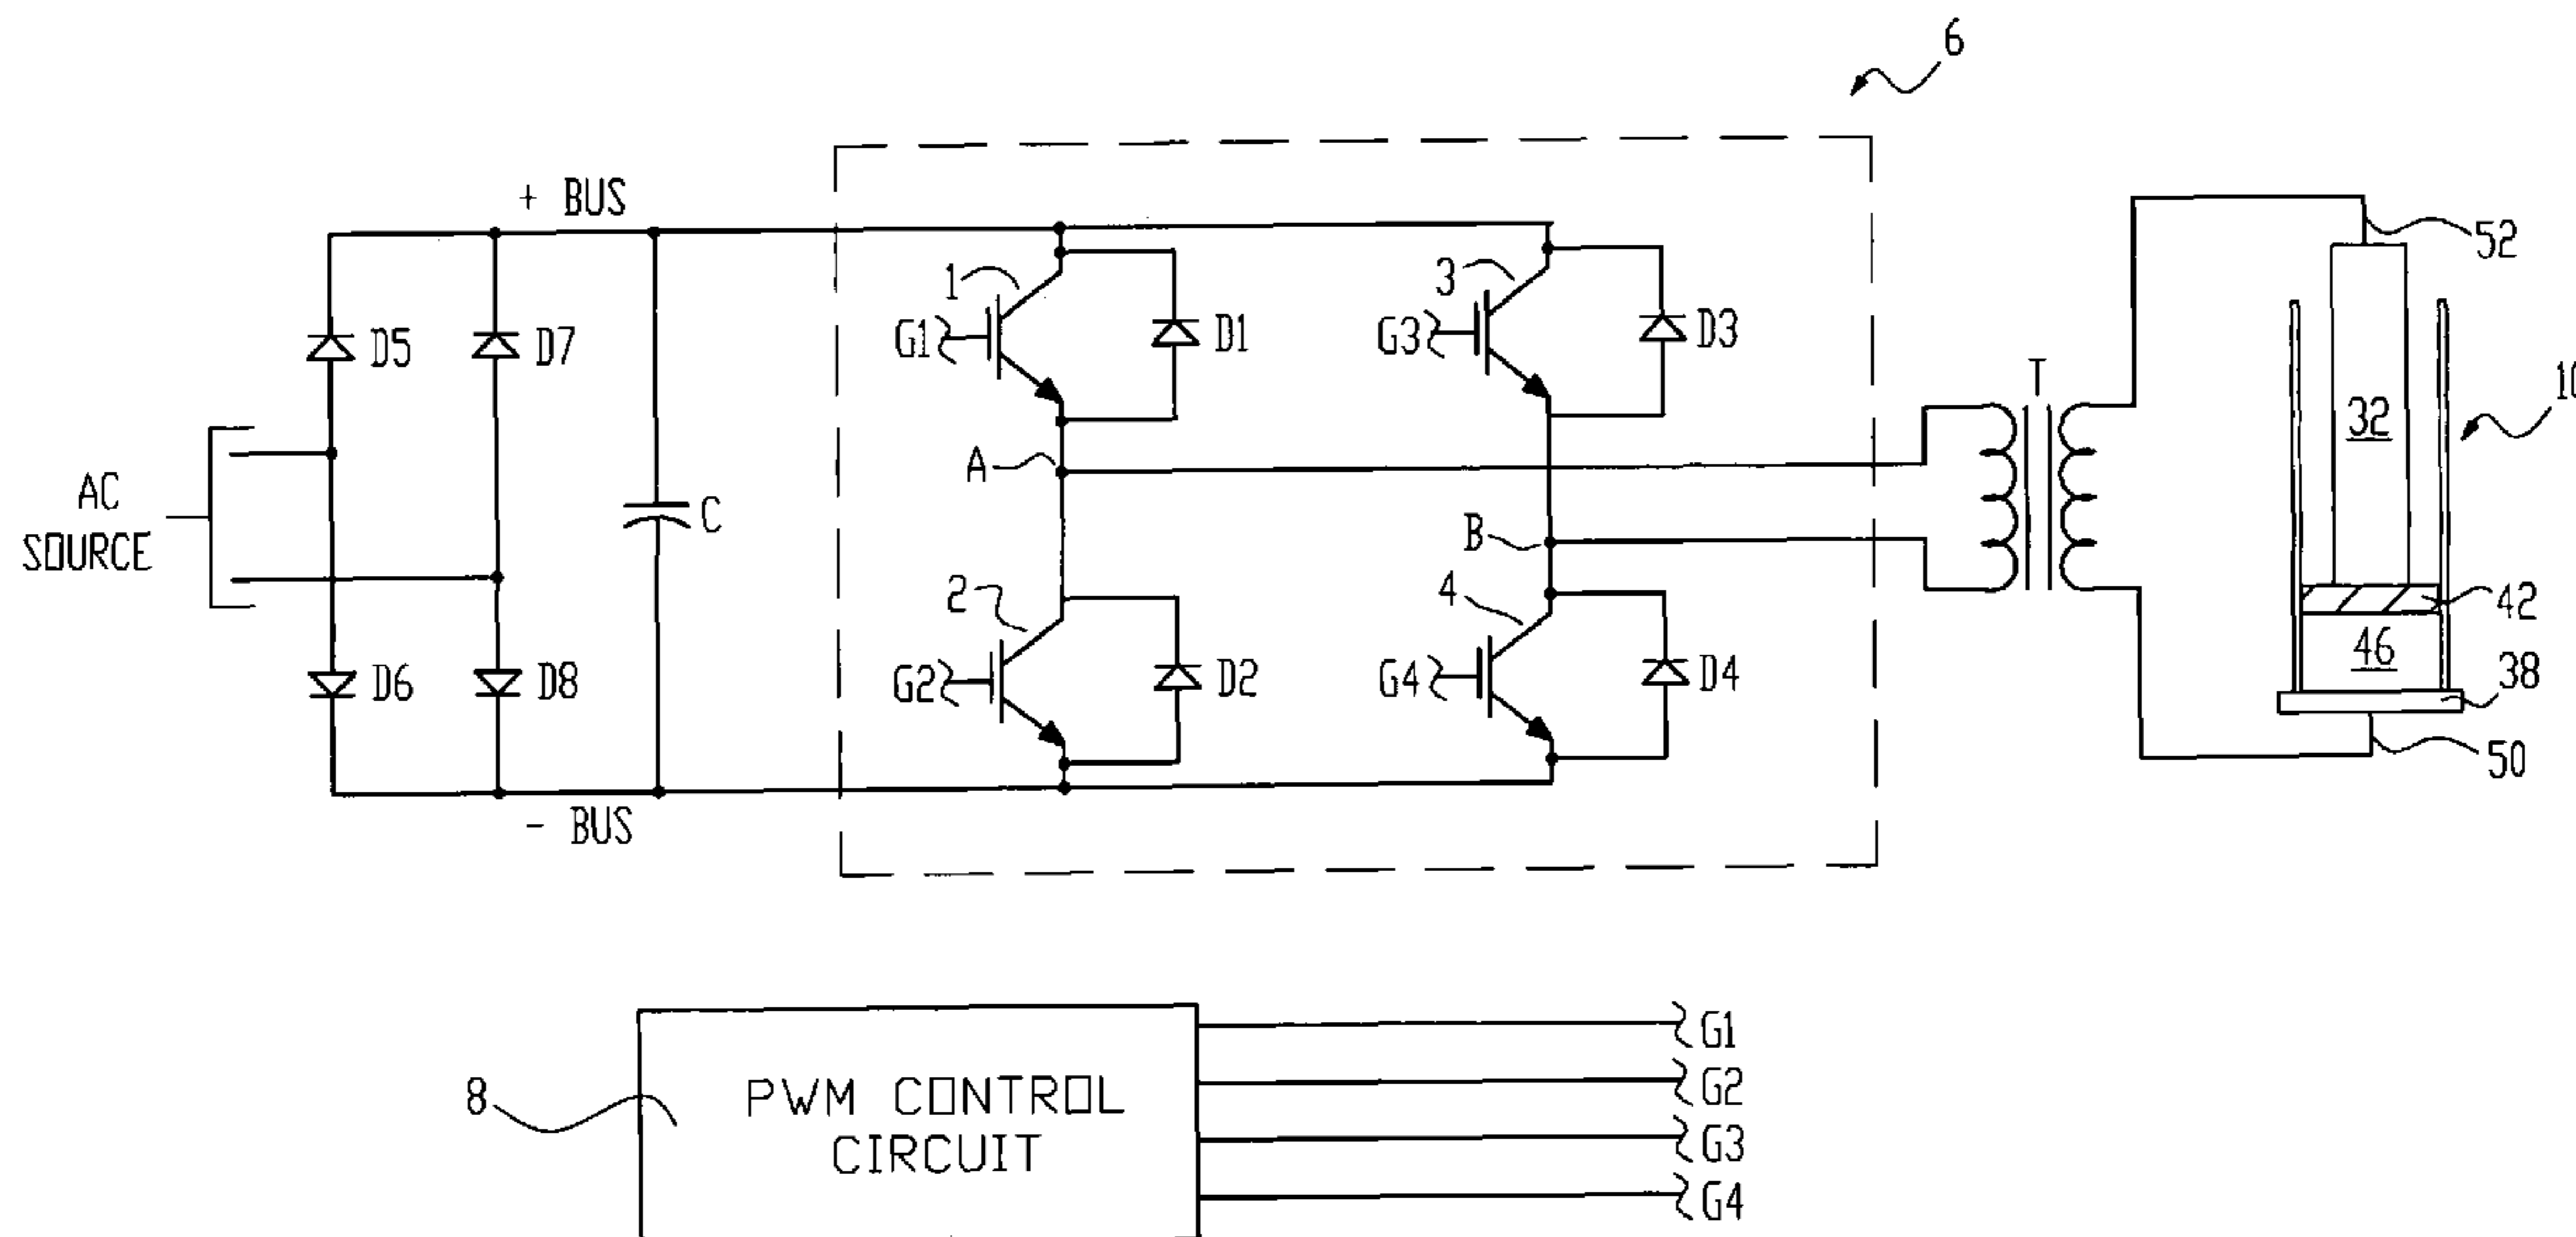 6
+ BUS
52
1
3
D5
D7
G1
D1
G3
D3
T
32
A
AC
SOURCE
C
B
2
4
42
46
38
D6
D8
G2
D2
G4
D4
50
- BUS
G1
8
PWM CONTROL
CIRCUIT
G2
G3
G4